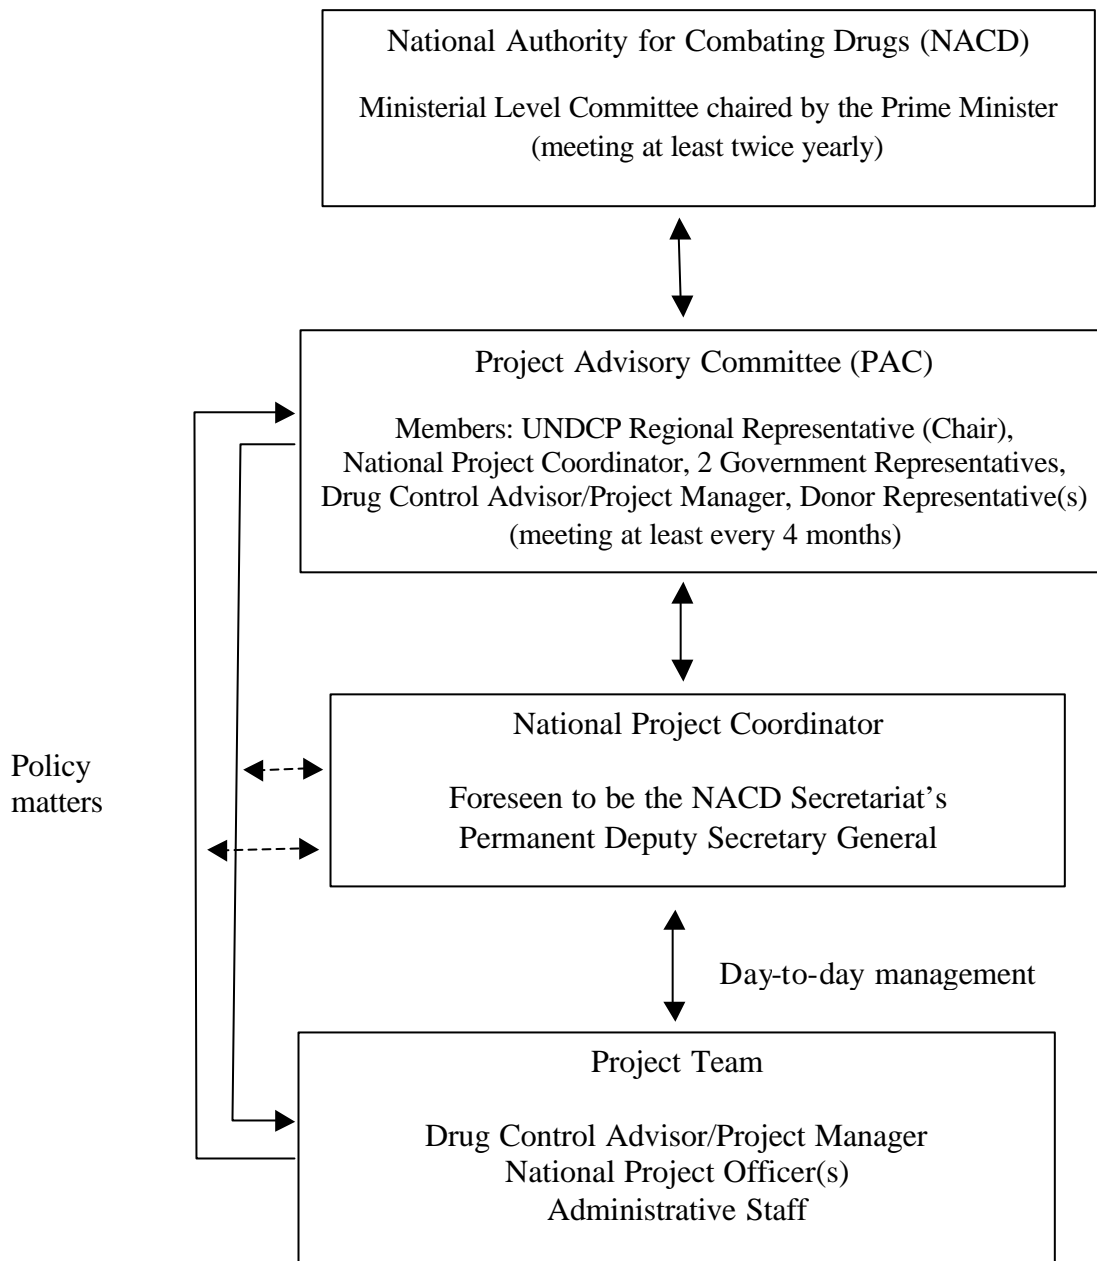 National Authority for Combating Drugs (NACD)
Ministerial Level Committee chaired by the Prime Minister
(meeting at least twice yearly)
Project Advisory Committee (PAC)
Members: UNDCP Regional Representative (Chair),
National Project Coordinator, 2 Government Representatives,
Drug Control Advisor/Project Manager, Donor Representative(s)
(meeting at least every 4 months)
National Project Coordinator
Foreseen to be the NACD Secretariat’s
Permanent Deputy Secretary General
Policy
matters
Day-to-day management
Project Team
Drug Control Advisor/Project Manager
National Project Officer(s)
Administrative Staff